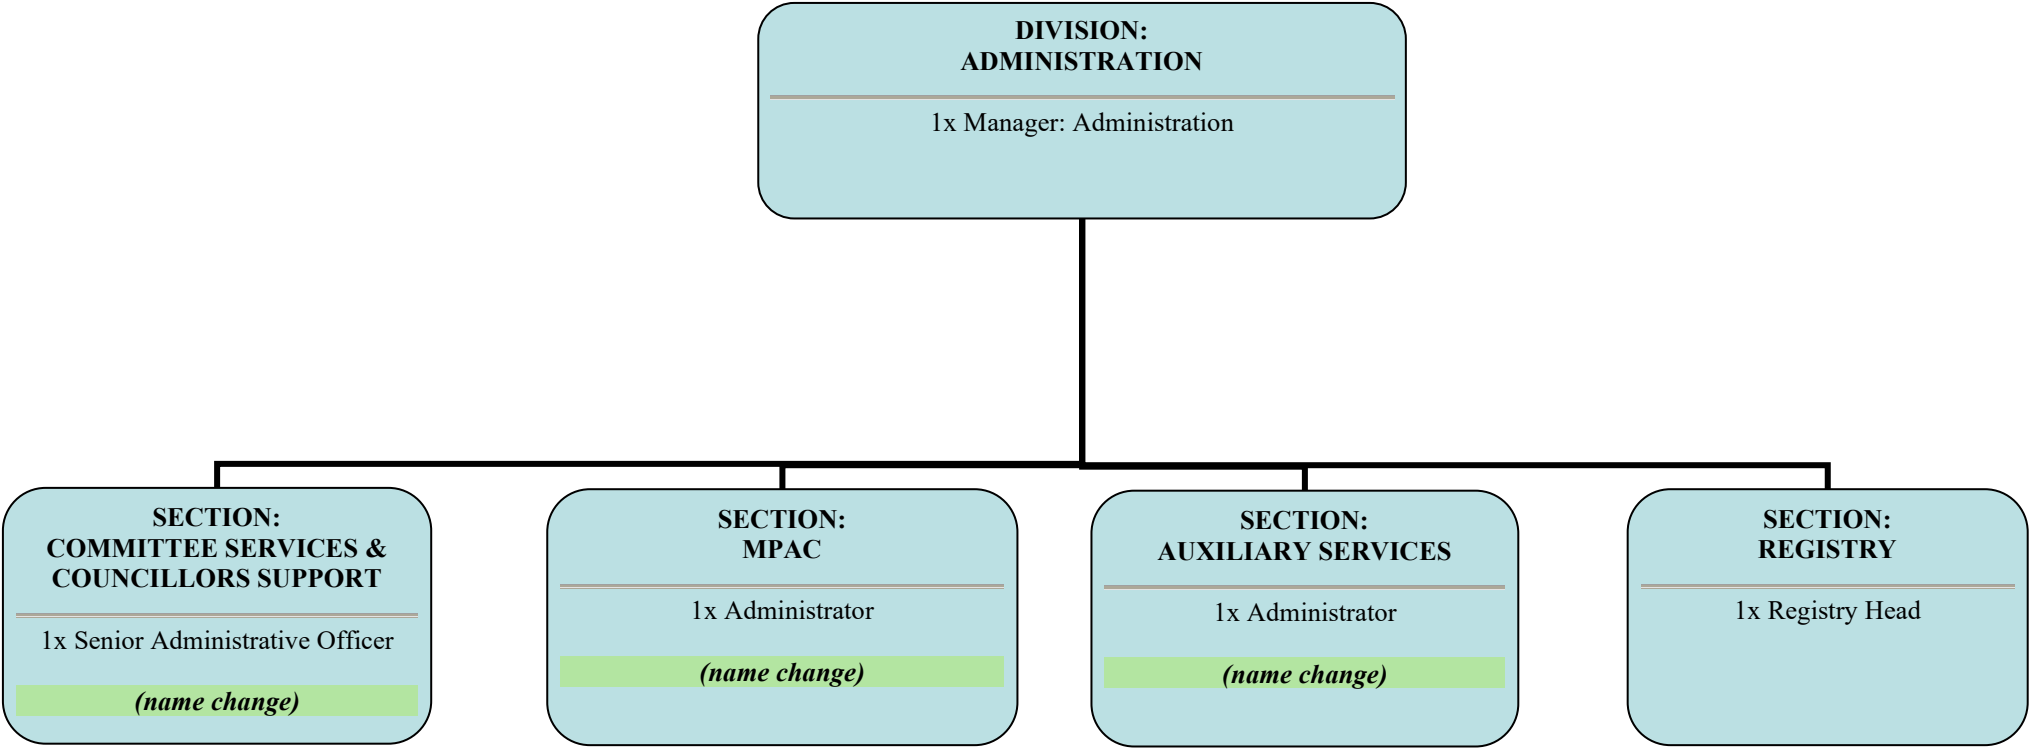 DIVISION:
ADMINISTRATION
1x Manager: Administration
SECTION:
COMMITTEE SERVICES &
COUNCILLORS SUPPORT
1x Senior Administrative Officer
(name change)
SECTION:
MPAC
1x Administrator
(name change)
SECTION:
AUXILIARY SERVICES
1x Administrator
(name change)
SECTION:
REGISTRY
1x Registry Head